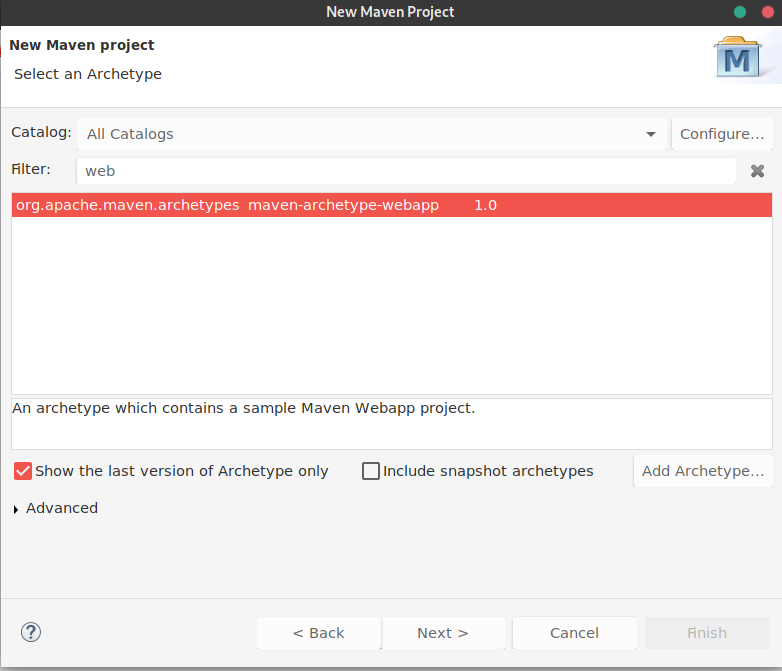 New Maven Project
New Maven project
Select an Archetype
M
Catalog: All Catalogs Configure...
Filter: web
org.apache.maven.archetypes maven-archetype-webapp 1.0
An archetype which contains a sample Maven Webapp project.
Show the last version of Archetype only Include snapshot archetypes Add Archetype...
Advanced
? < Back Next > Cancel Finish